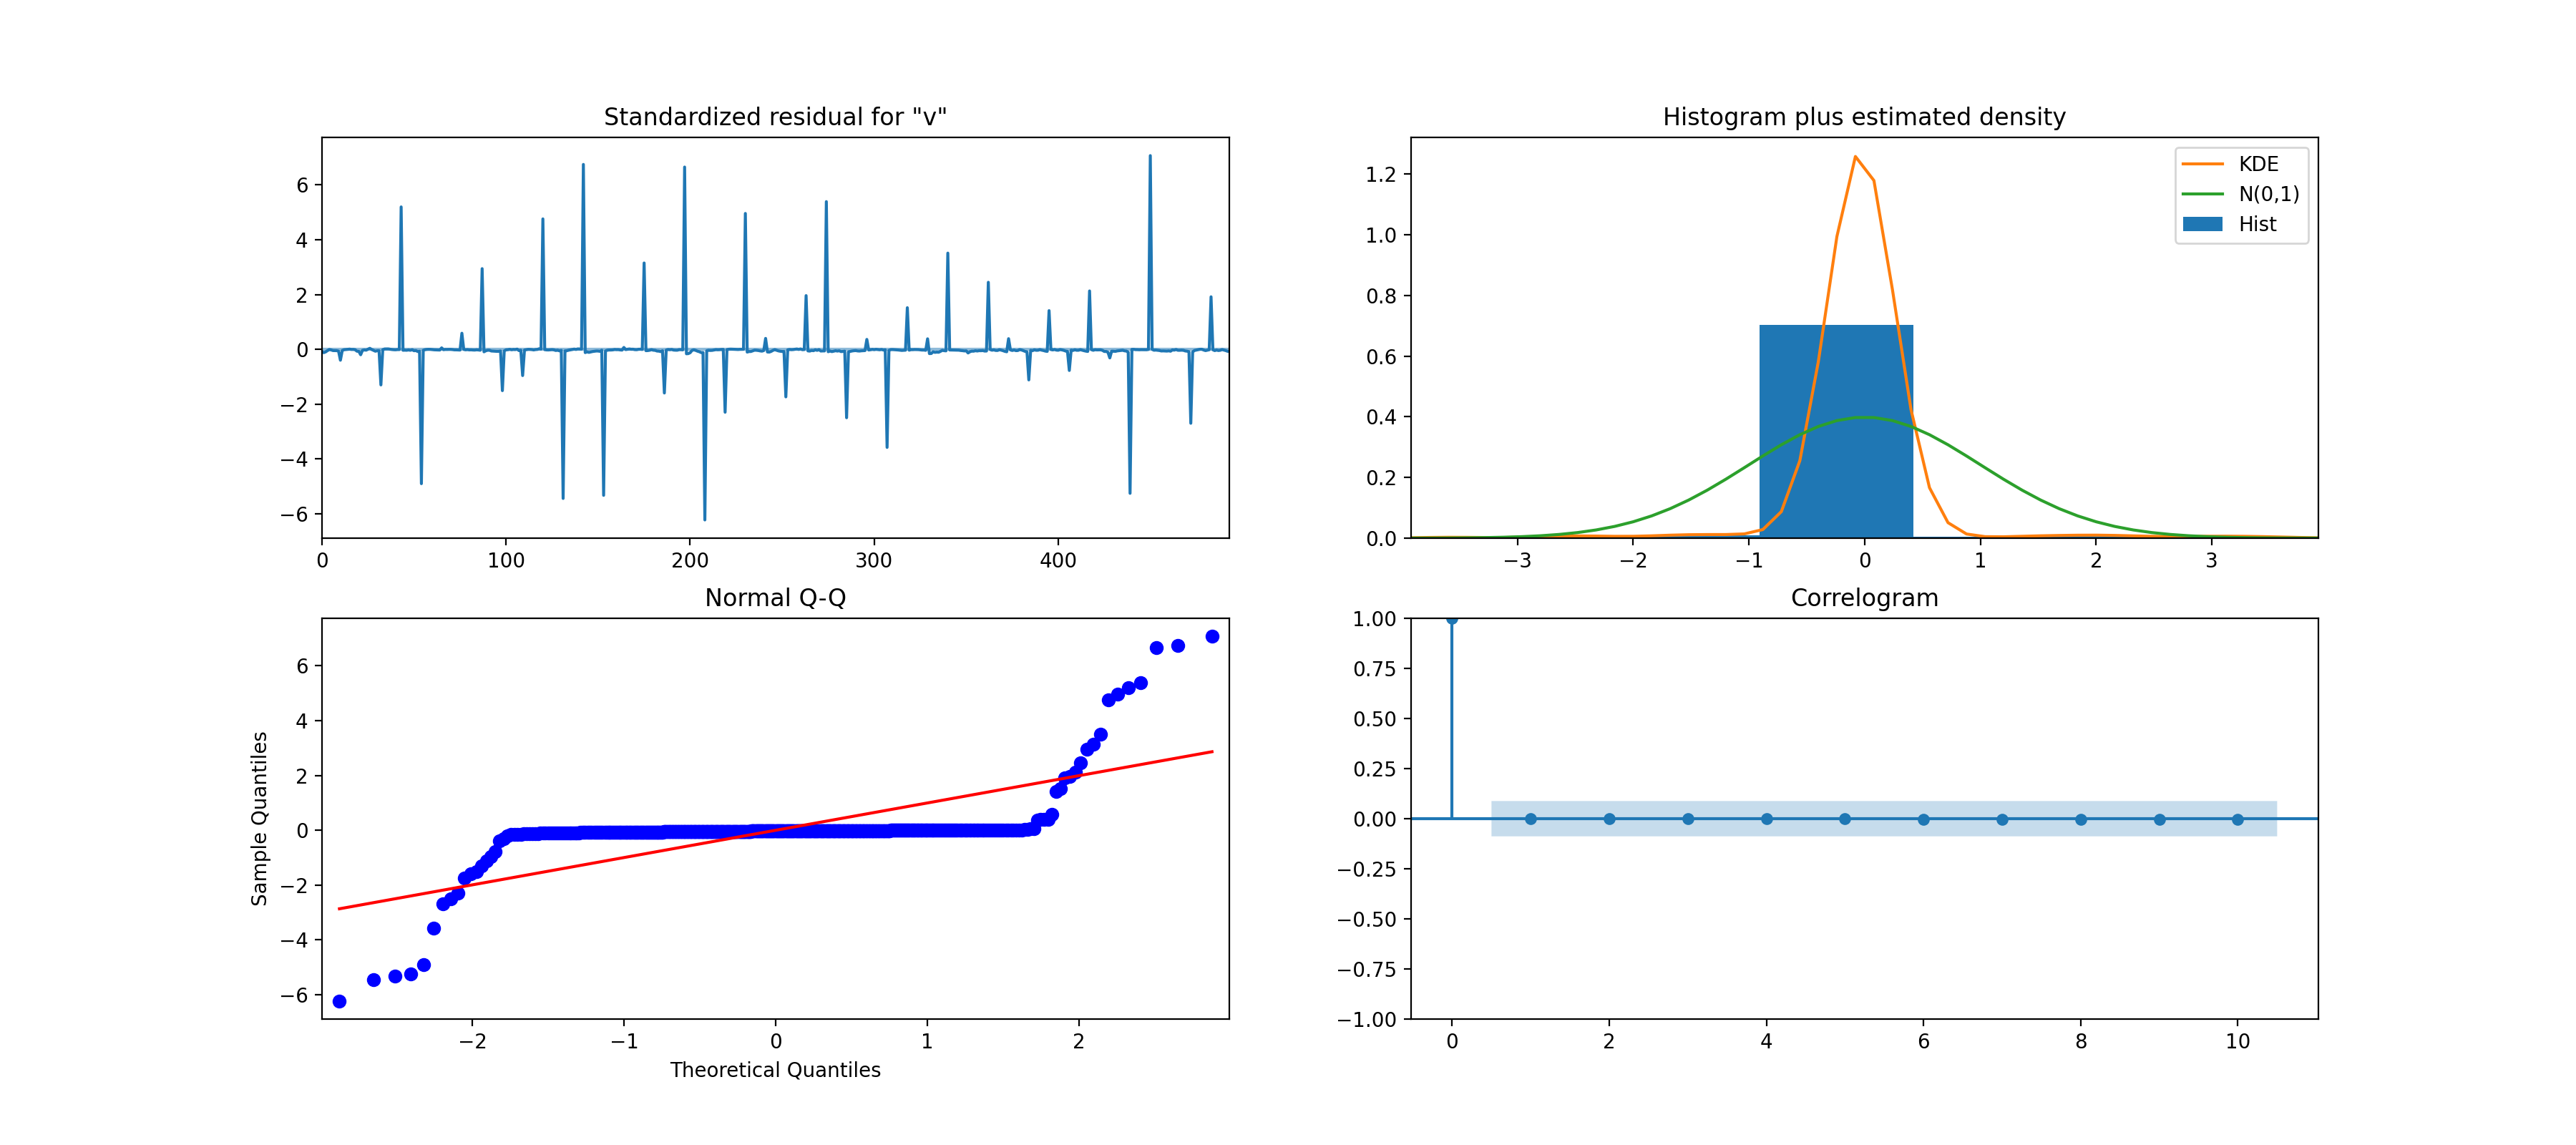 Standardized residual for "v"
6
4
2
0
−2
−4
−6
0 100 200 300 400
Histogram plus estimated density
KDE
N(0,1)
Hist
1.2
1.0
0.8
0.6
0.4
0.2
0.0
−3 −2 −1 0 1 2 3
Normal Q-Q
Sample Quantiles
6
4
2
0
−2
−4
−6
−2 −1 0 1 2
Theoretical Quantiles
Correlogram
1.00
0.75
0.50
0.25
0.00
−0.25
−0.50
−0.75
−1.00
0 2 4 6 8 10